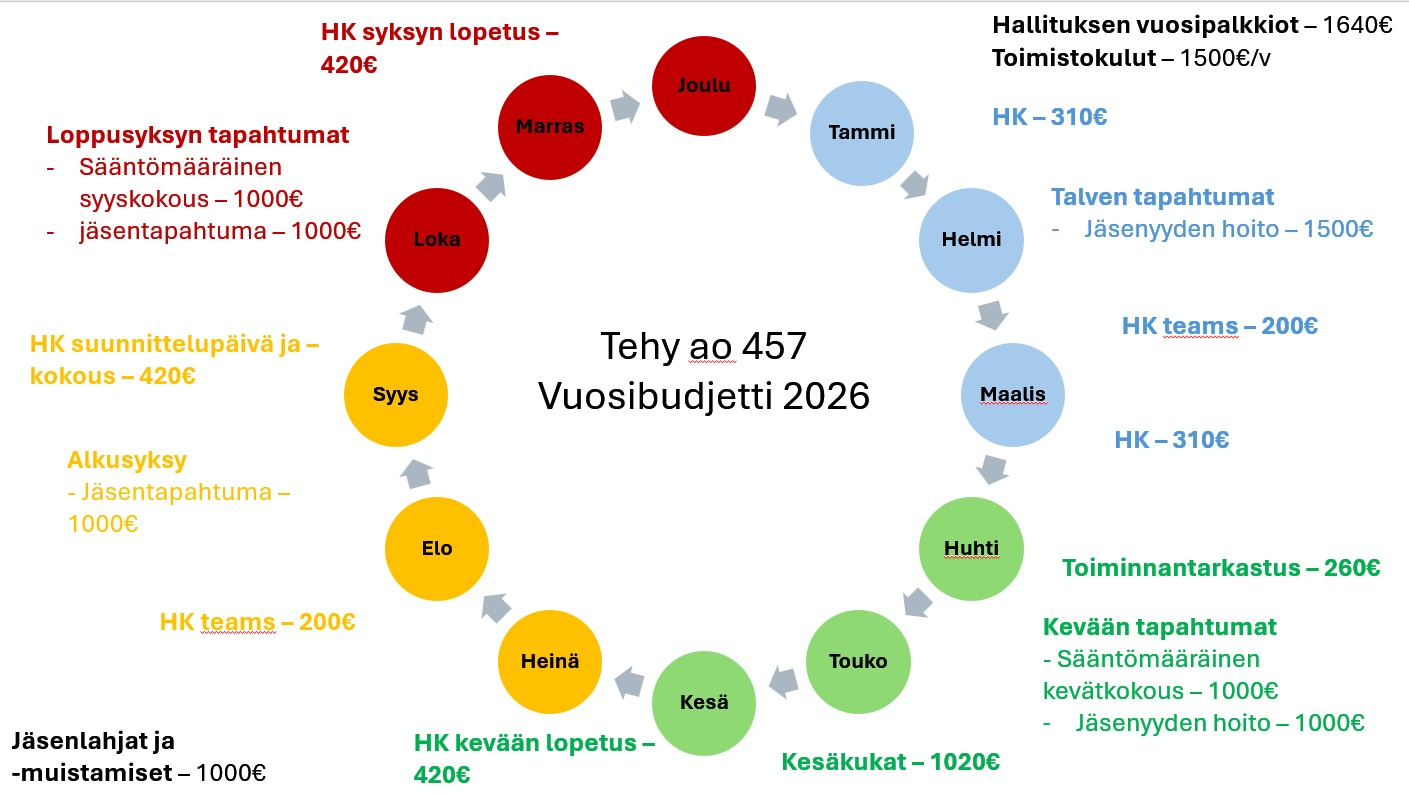 HK syksyn lopetus –
420€
Hallituksen vuosipalkkiot – 1640€
Toimistokulut – 1500€/v
HK – 310€
Loppusyksyn tapahtumat
- Sääntömääräinen
syyskokous – 1000€
- jäsentapahtuma – 1000€
Talven tapahtumat
- Jäsenyyden hoito – 1500€
HK teams – 200€
HK suunnittelupäivä ja –
kokous – 420€
HK – 310€
Alkusyksy
- Jäsentapahtuma –
1000€
Toiminnantarkastus – 260€
HK teams – 200€
Kevään tapahtumat
- Sääntömääräinen
kevätkokous – 1000€
- Jäsenyyden hoito – 1000€
Jäsenlahjat ja
-muistamiset – 1000€
HK kevään lopetus –
420€
Kesäkukat – 1020€
Joulu
Tammi
Helmi
Maalis
Huhti
Touko
Kesä
Heinä
Elo
Syys
Loka
Marras
Tehy ao 457
Vuosibudjetti 2026